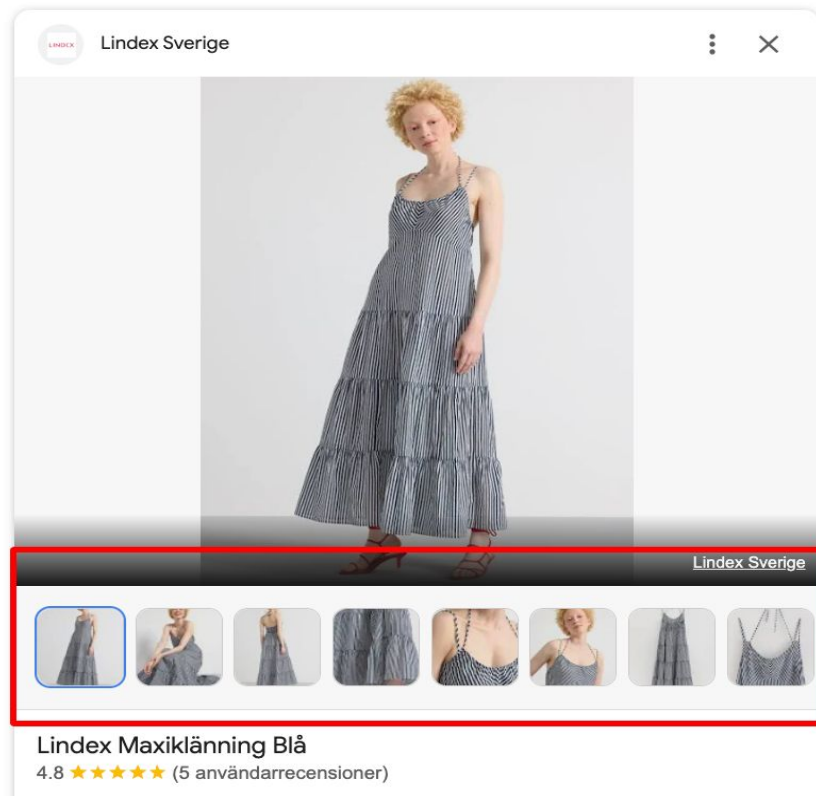 LINDEX
Lindex Sverige
Lindex Sverige
Lindex Maxiklänning Blå
4.8 ★★★★★ (5 användarrecensioner)